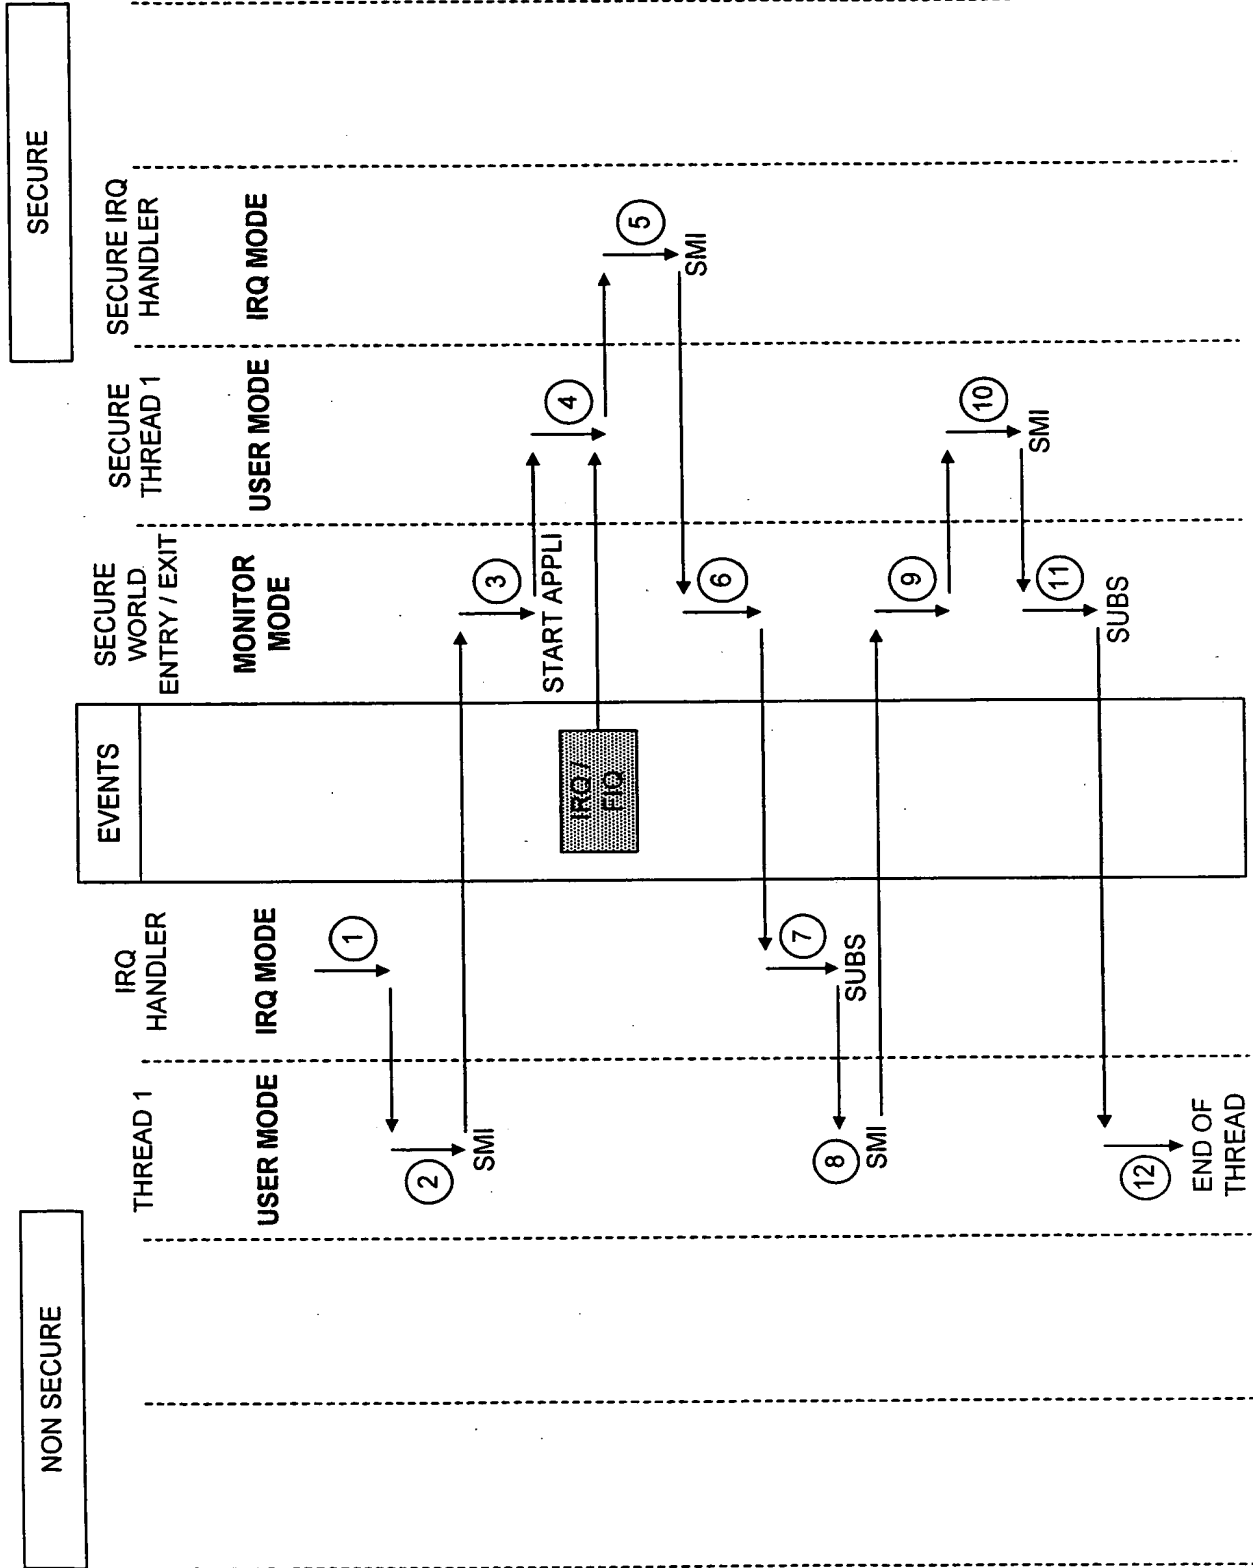 NON SECURE
SECURE
THREAD 1
USER MODE
IRQ
HANDLER
IRQ MODE
EVENTS
SECURE
WORLD
ENTRY / EXIT
MONITOR
MODE
SECURE
THREAD 1
USER MODE
SECURE IRQ
HANDLER
IRQ MODE
1
2
SMI
3
START APPLI
IRQ /
FIQ
4
5
SMI
6
7
SUBS
8
SMI
9
10
SMI
11
SUBS
12
END OF
THREAD